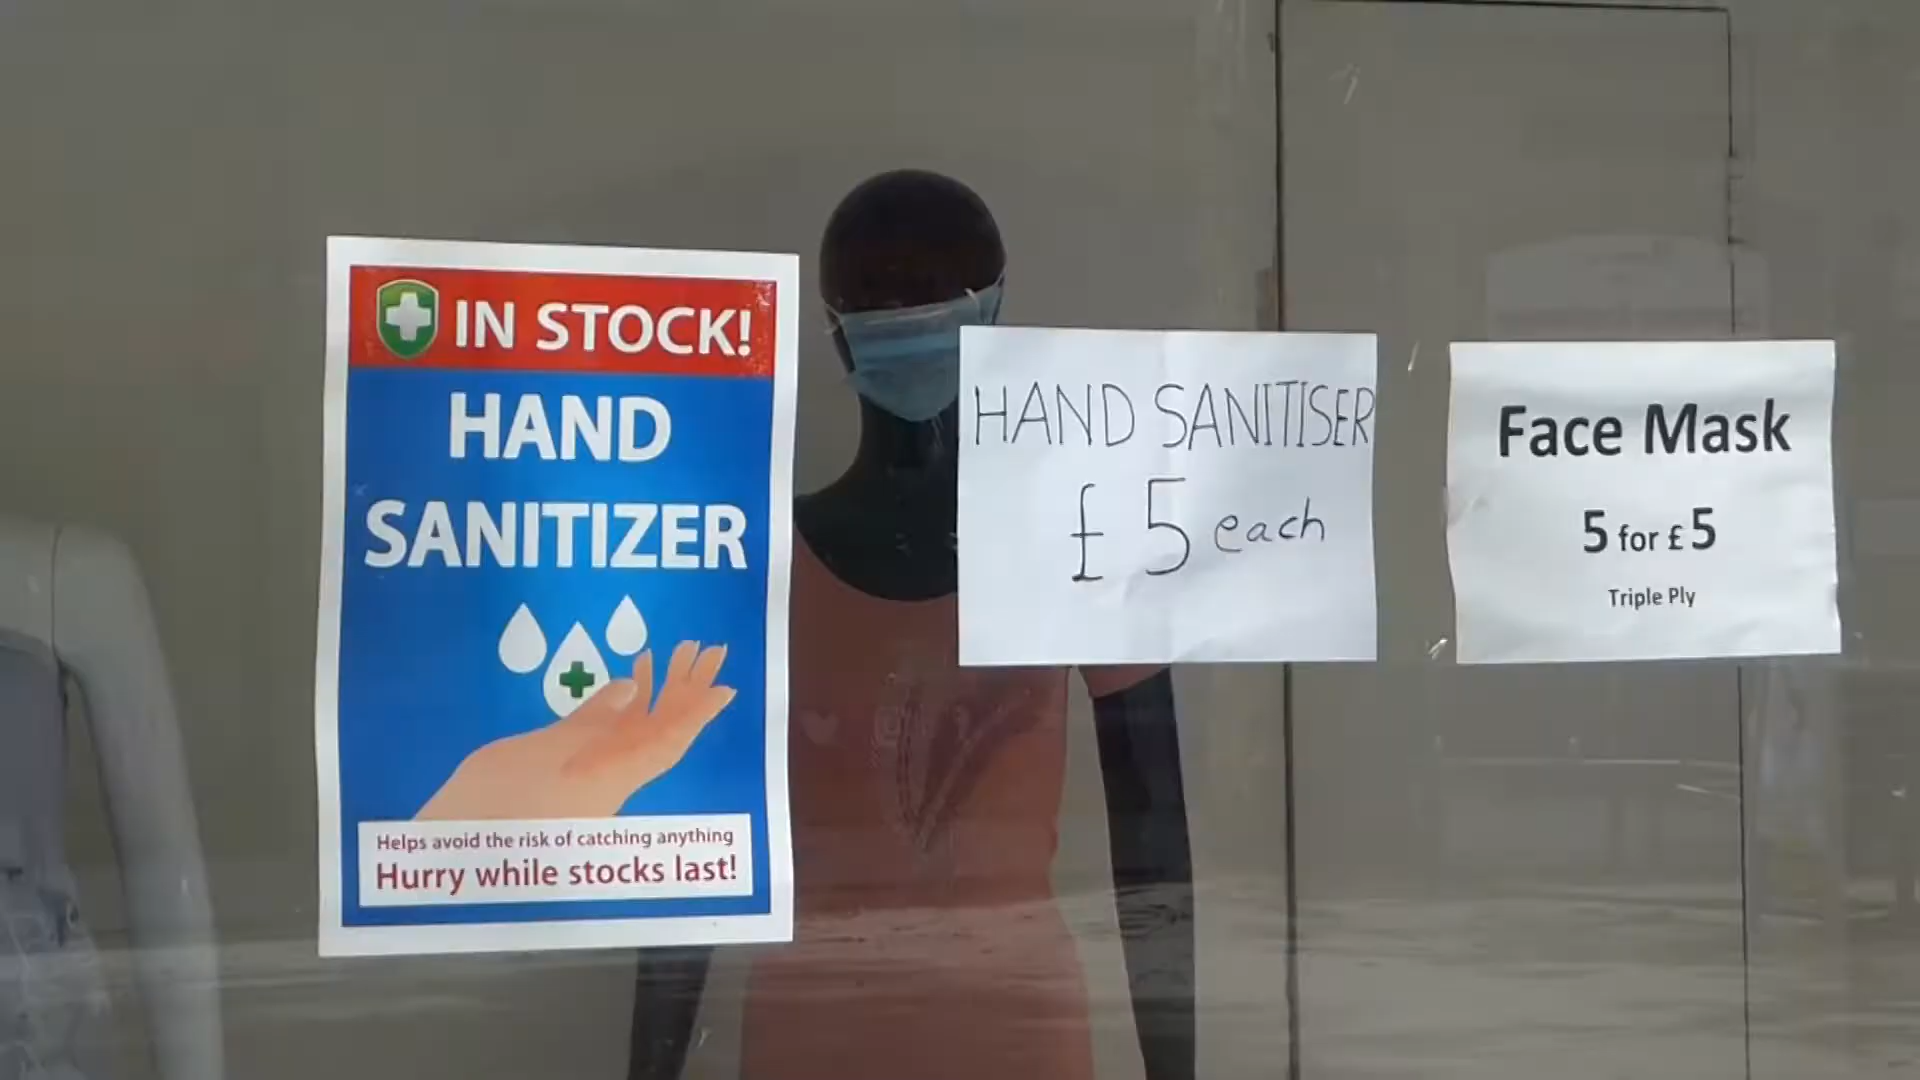 IN STOCK!
HAND
SANITIZER
Helps avoid the risk of catching anything
Hurry while stocks last!
HAND SANITISER
£5 each
Face Mask
5 for £5
Triple Ply